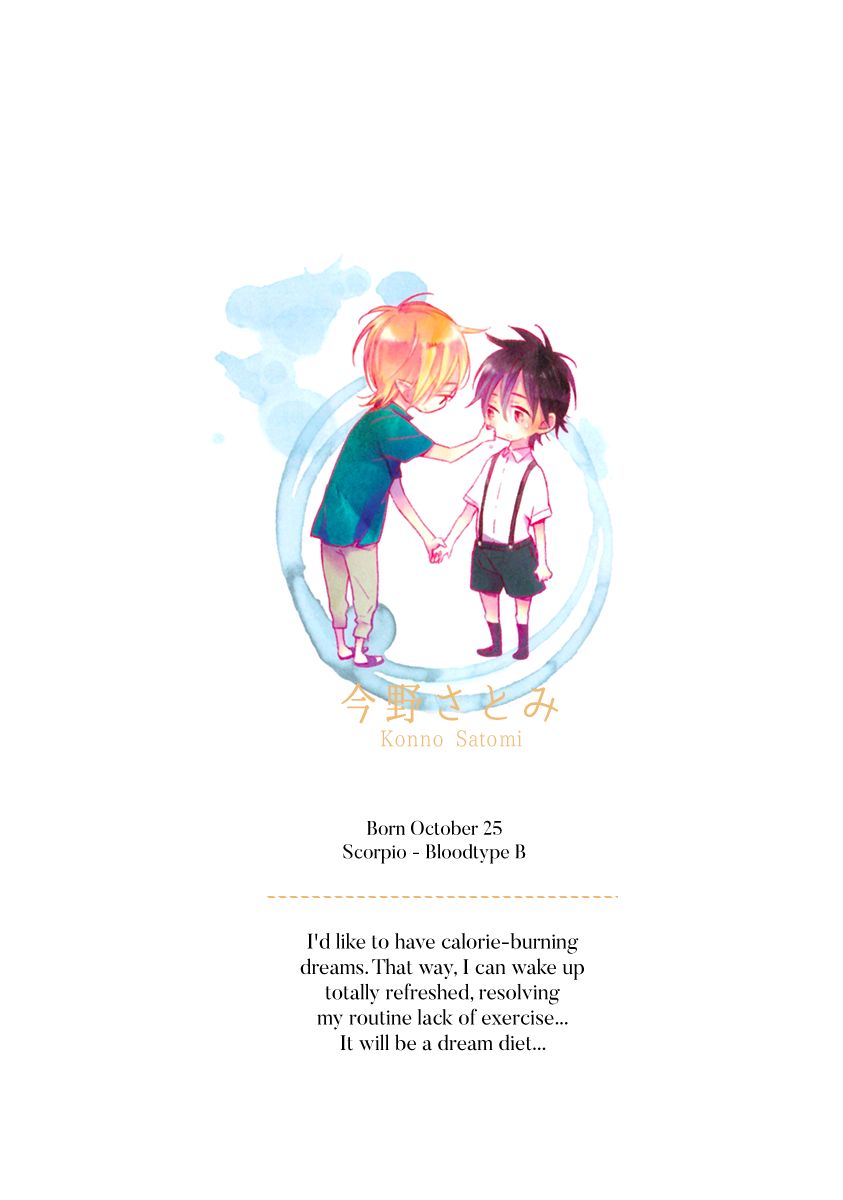 今野さとみ
Konno Satomi
Born October 25
Scorpio - Bloodtype B
I'd like to have calorie-burning
dreams. That way, I can wake up
totally refreshed, resolving
my routine lack of exercise...
It will be a dream diet...